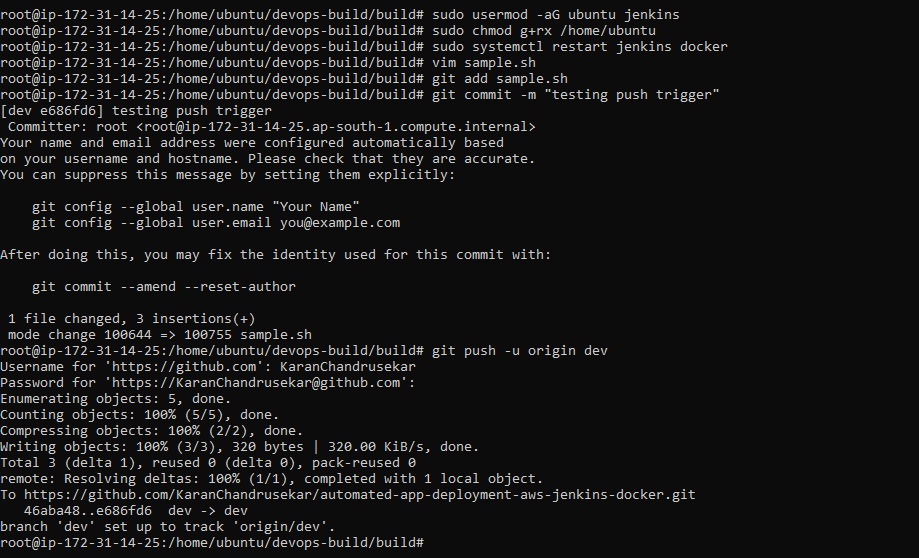 root@ip-172-31-14-25:/home/ubuntu/devops-build/build# sudo usermod -aG ubuntu jenkins
root@ip-172-31-14-25:/home/ubuntu/devops-build/build# sudo chmod g+rx /home/ubuntu
root@ip-172-31-14-25:/home/ubuntu/devops-build/build# sudo systemctl restart jenkins docker
root@ip-172-31-14-25:/home/ubuntu/devops-build/build# vim sample.sh
root@ip-172-31-14-25:/home/ubuntu/devops-build/build# git add sample.sh
root@ip-172-31-14-25:/home/ubuntu/devops-build/build# git commit -m "testing push trigger"
[dev e686fd6] testing push trigger
 Committer: root <root@ip-172-31-14-25.ap-south-1.compute.internal>
Your name and email address were configured automatically based
on your username and hostname. Please check that they are accurate.
You can suppress this message by setting them explicitly:

    git config --global user.name "Your Name"
    git config --global user.email you@example.com

After doing this, you may fix the identity used for this commit with:

    git commit --amend --reset-author

 1 file changed, 3 insertions(+)
 mode change 100644 => 100755 sample.sh
root@ip-172-31-14-25:/home/ubuntu/devops-build/build# git push -u origin dev
Username for 'https://github.com': KaranChandrusekar
Password for 'https://KaranChandrusekar@github.com':
Enumerating objects: 5, done.
Counting objects: 100% (5/5), done.
Compressing objects: 100% (2/2), done.
Writing objects: 100% (3/3), 320 bytes | 320.00 KiB/s, done.
Total 3 (delta 1), reused 0 (delta 0), pack-reused 0
remote: Resolving deltas: 100% (1/1), completed with 1 local object.
To https://github.com/KaranChandrusekar/automated-app-deployment-aws-jenkins-docker.git
   46aba48..e686fd6  dev -> dev
branch 'dev' set up to track 'origin/dev'.
root@ip-172-31-14-25:/home/ubuntu/devops-build/build#